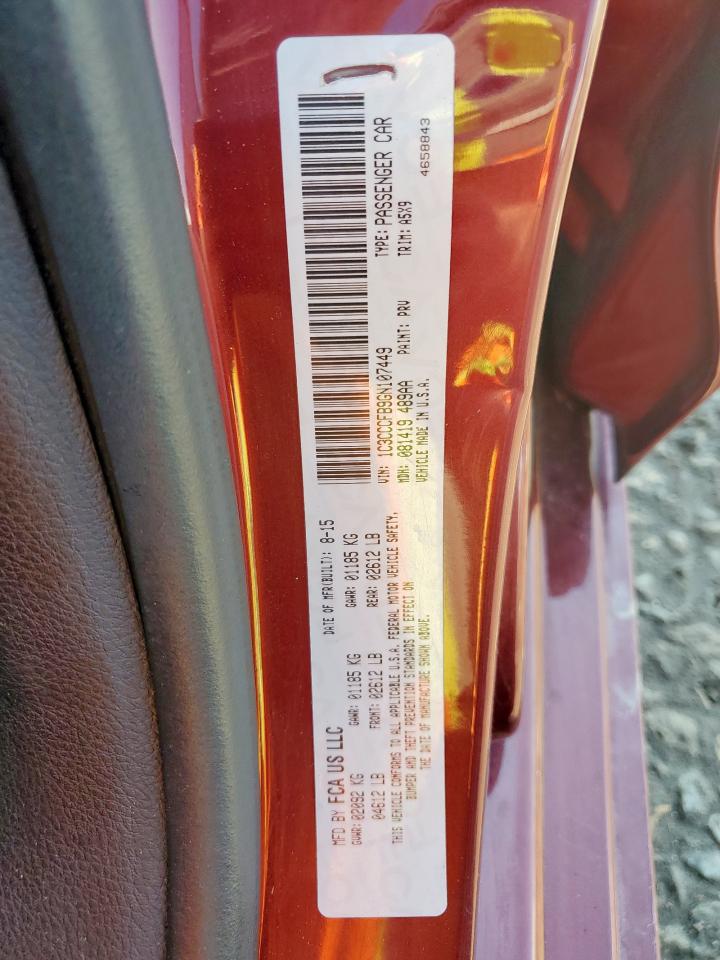 MFD BY FCA US LLC
DATE OF MFR(BUILT): 8-15
GVWR: 02092 KG
GAWR: 01185 KG
GAWR: 01185 KG
04612 LB
FRONT: 02612 LB
REAR: 02612 LB
THIS VEHICLE CONFORMS TO ALL APPLICABLE U.S.A. FEDERAL MOTOR VEHICLE SAFETY,
BUMPER AND THEFT PREVENTION STANDARDS IN EFFECT ON
THE DATE OF MANUFACTURE SHOWN ABOVE.
VIN: 1C3CCCFB9GN107449
TYPE: PASSENGER CAR
MDH: 081419 489AA
PAINT: PRV
TRIM: A5X9
VEHICLE MADE IN U.S.A.
4658843